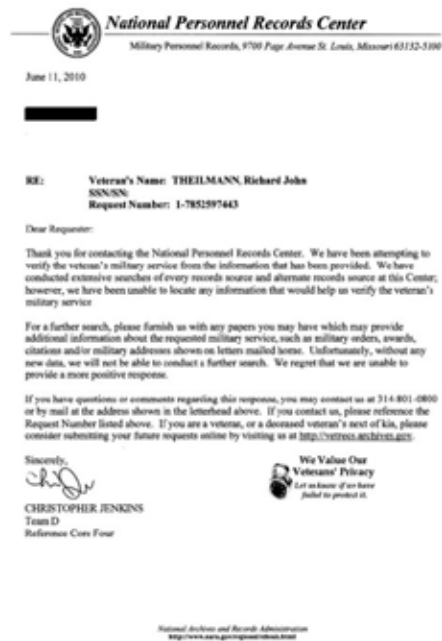 National Personnel Records Center
Military Personnel Records, 9700 Page Avenue St. Louis, Missouri 63132-5100
June 11, 2010
RE: Veteran's Name: THEILMANN, Richard John
SSN/SN:
Request Number: 1-7852597443
Dear Requester:
Thank you for contacting the National Personnel Records Center. We have been attempting to
verify the veteran's military service from the information that has been provided. We have
conducted extensive searches of every records source and alternate records source at this Center;
however, we have been unable to locate any information that would help us verify the veteran's
military service
For a further search, please furnish us with any papers you may have which may provide
additional information about the requested military service, such as military orders, awards,
citations and/or military addresses shown on letters mailed home. Unfortunately, without any
new data, we will not be able to conduct a further search. We regret that we are unable to
provide a more positive response.
If you have questions or comments regarding this response, you may contact us at 314-801-0800
or by mail at the address shown in the letterhead above. If you contact us, please reference the
Request Number listed above. If you are a veteran, or a deceased veteran's next of kin, please
consider submitting your future requests online by visiting us at http://vetrecs.archives.gov.
Sincerely,
CHRISTOPHER JENKINS
Team D
Reference Core Four
We Value Our
Veterans' Privacy
Let us know if we have
failed to protect it.
National Archives and Records Administration